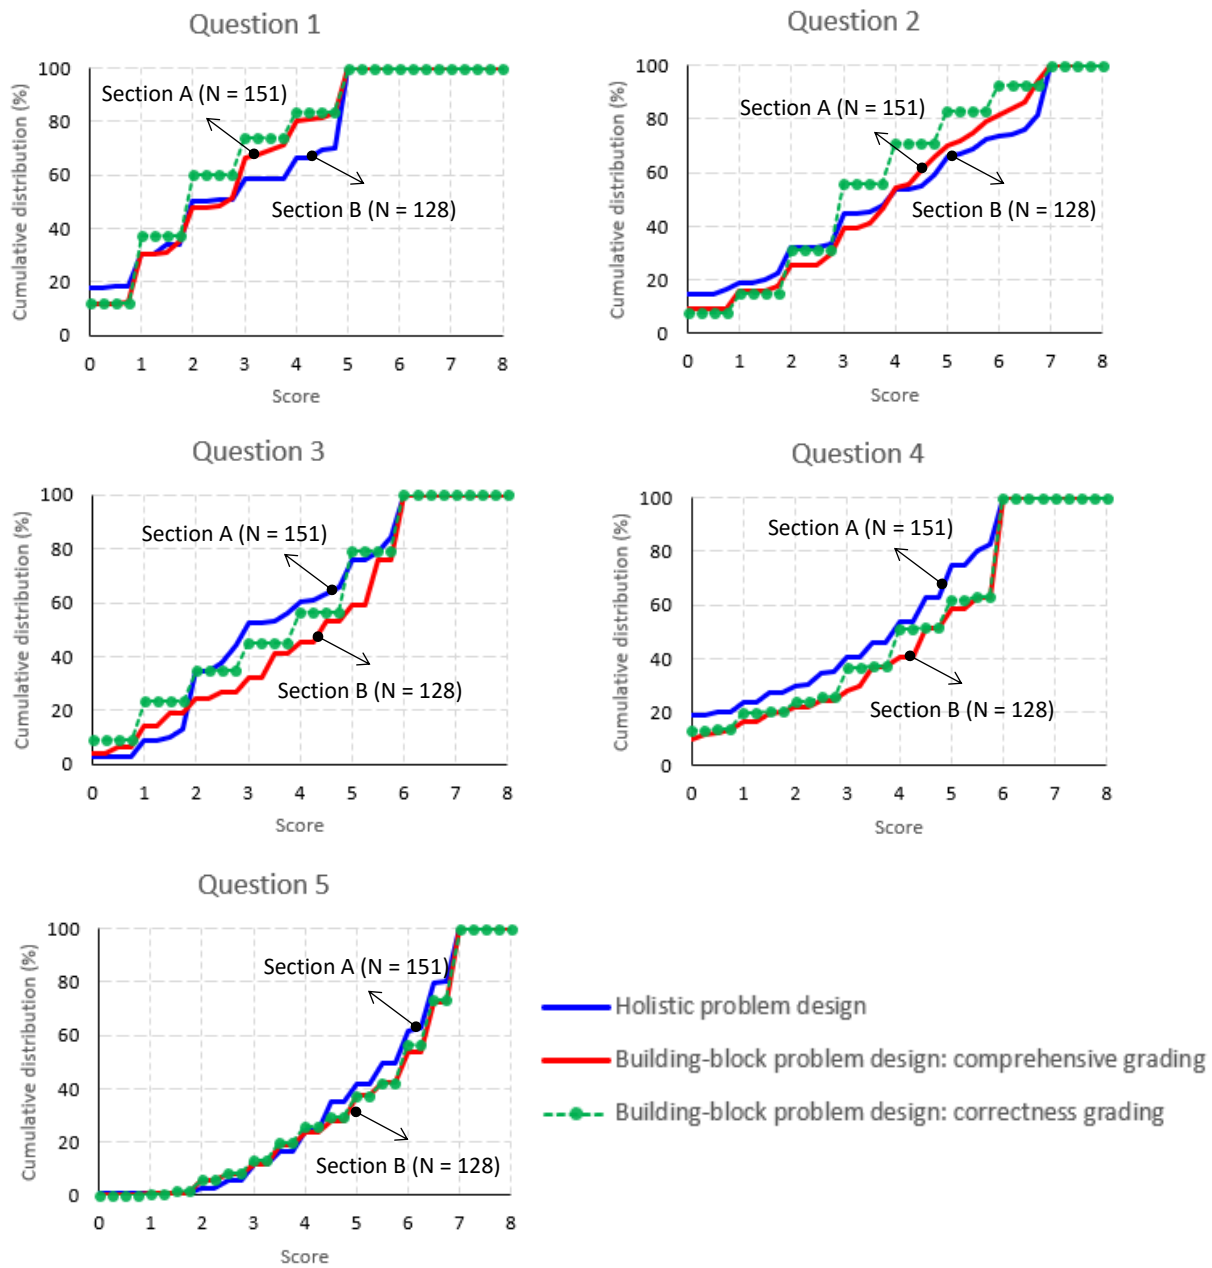 Question 1
Cumulative distribution (%)
100
80
60
40
20
0
Section A (N = 151)
Section B (N = 128)
0 1 2 3 4 5 6 7 8
Score
Question 2
Cumulative distribution (%)
100
80
60
40
20
0
Section A (N = 151)
Section B (N = 128)
0 1 2 3 4 5 6 7 8
Score
Question 3
Cumulative distribution (%)
100
80
60
40
20
0
Section A (N = 151)
Section B (N = 128)
0 1 2 3 4 5 6 7 8
Score
Question 4
Cumulative distribution (%)
100
80
60
40
20
0
Section A (N = 151)
Section B (N = 128)
0 1 2 3 4 5 6 7 8
Score
Question 5
Cumulative distribution (%)
100
80
60
40
20
0
Section A (N = 151)
Section B (N = 128)
0 1 2 3 4 5 6 7 8
Score
Holistic problem design
Building-block problem design: comprehensive grading
Building-block problem design: correctness grading